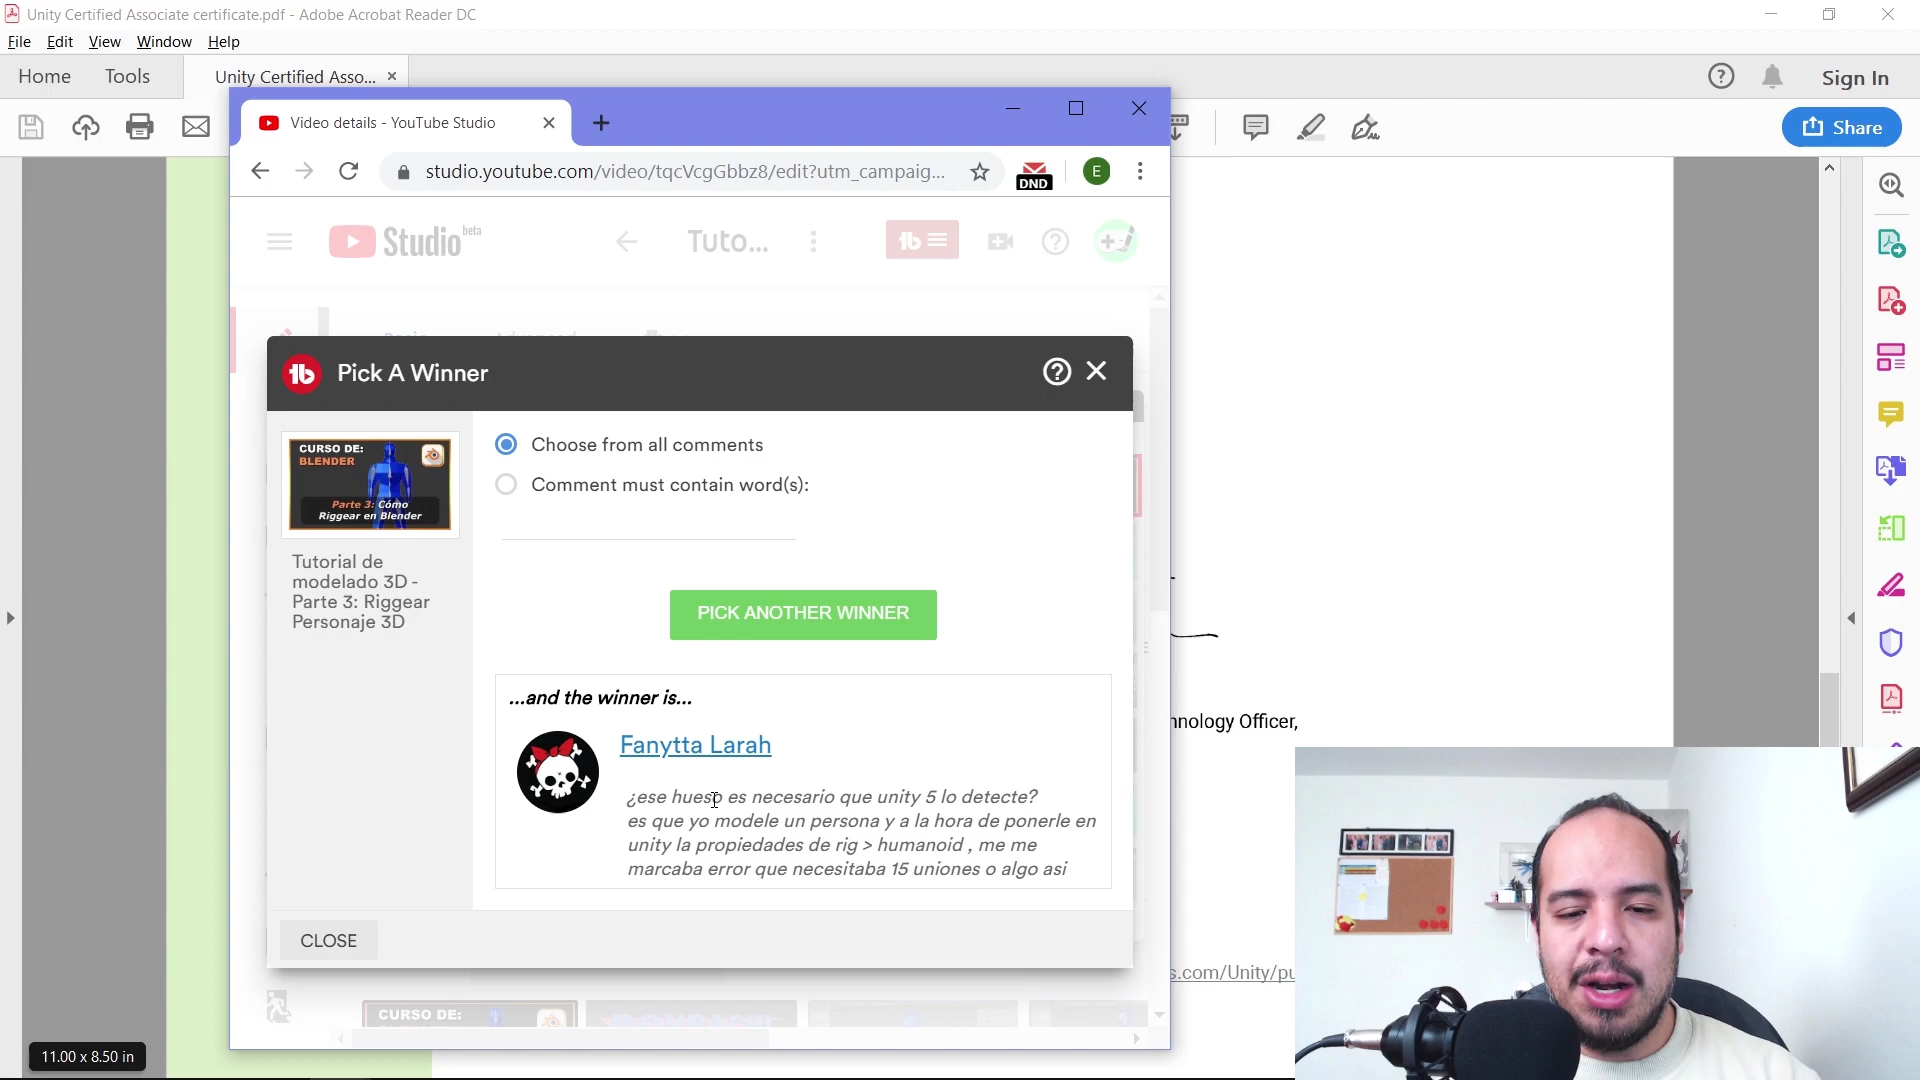 Unity Certified Associate certificate.pdf - Adobe Acrobat Reader DC
File Edit View Window Help
Home Tools Unity Certified Asso... Sign In
Video details - YouTube Studio
Share
studio.youtube.com/video/tqcVcgGbbz8/edit?utm_campaig...
DND
E
Studio beta
Tuto...
Pick A Winner
CURSO DE:
BLENDER
Parte 3: Cómo
Riggear en Blender
Tutorial de
modelado 3D -
Parte 3: Riggear
Personaje 3D
Choose from all comments
Comment must contain word(s):
PICK ANOTHER WINNER
...and the winner is...
Fanytta Larah
¿ese hueso es necesario que unity 5 lo detecte?
es que yo modele un persona y a la hora de ponerle en
unity la propiedades de rig > humanoid , me me
marcaba error que necesitaba 15 uniones o algo asi
CLOSE
hnology Officer,
s.com/Unity/pu
CURSO DE:
11.00 x 8.50 in